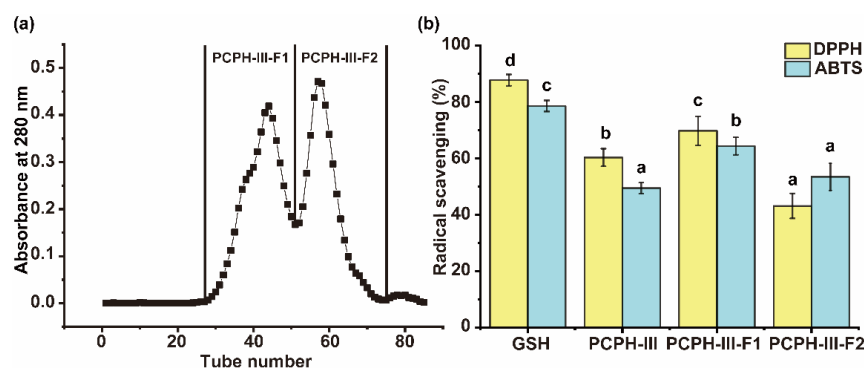 (a)
PCPH-III-F1
PCPH-III-F2
Absorbance at 280 nm
0.5
0.4
0.3
0.2
0.1
0.0
0
20
40
60
80
Tube number
(b)
Radical scavenging (%)
100
80
60
40
20
0
DPPH
ABTS
d
c
b
a
c
b
a
a
GSH
PCPH-III
PCPH-III-F1
PCPH-III-F2